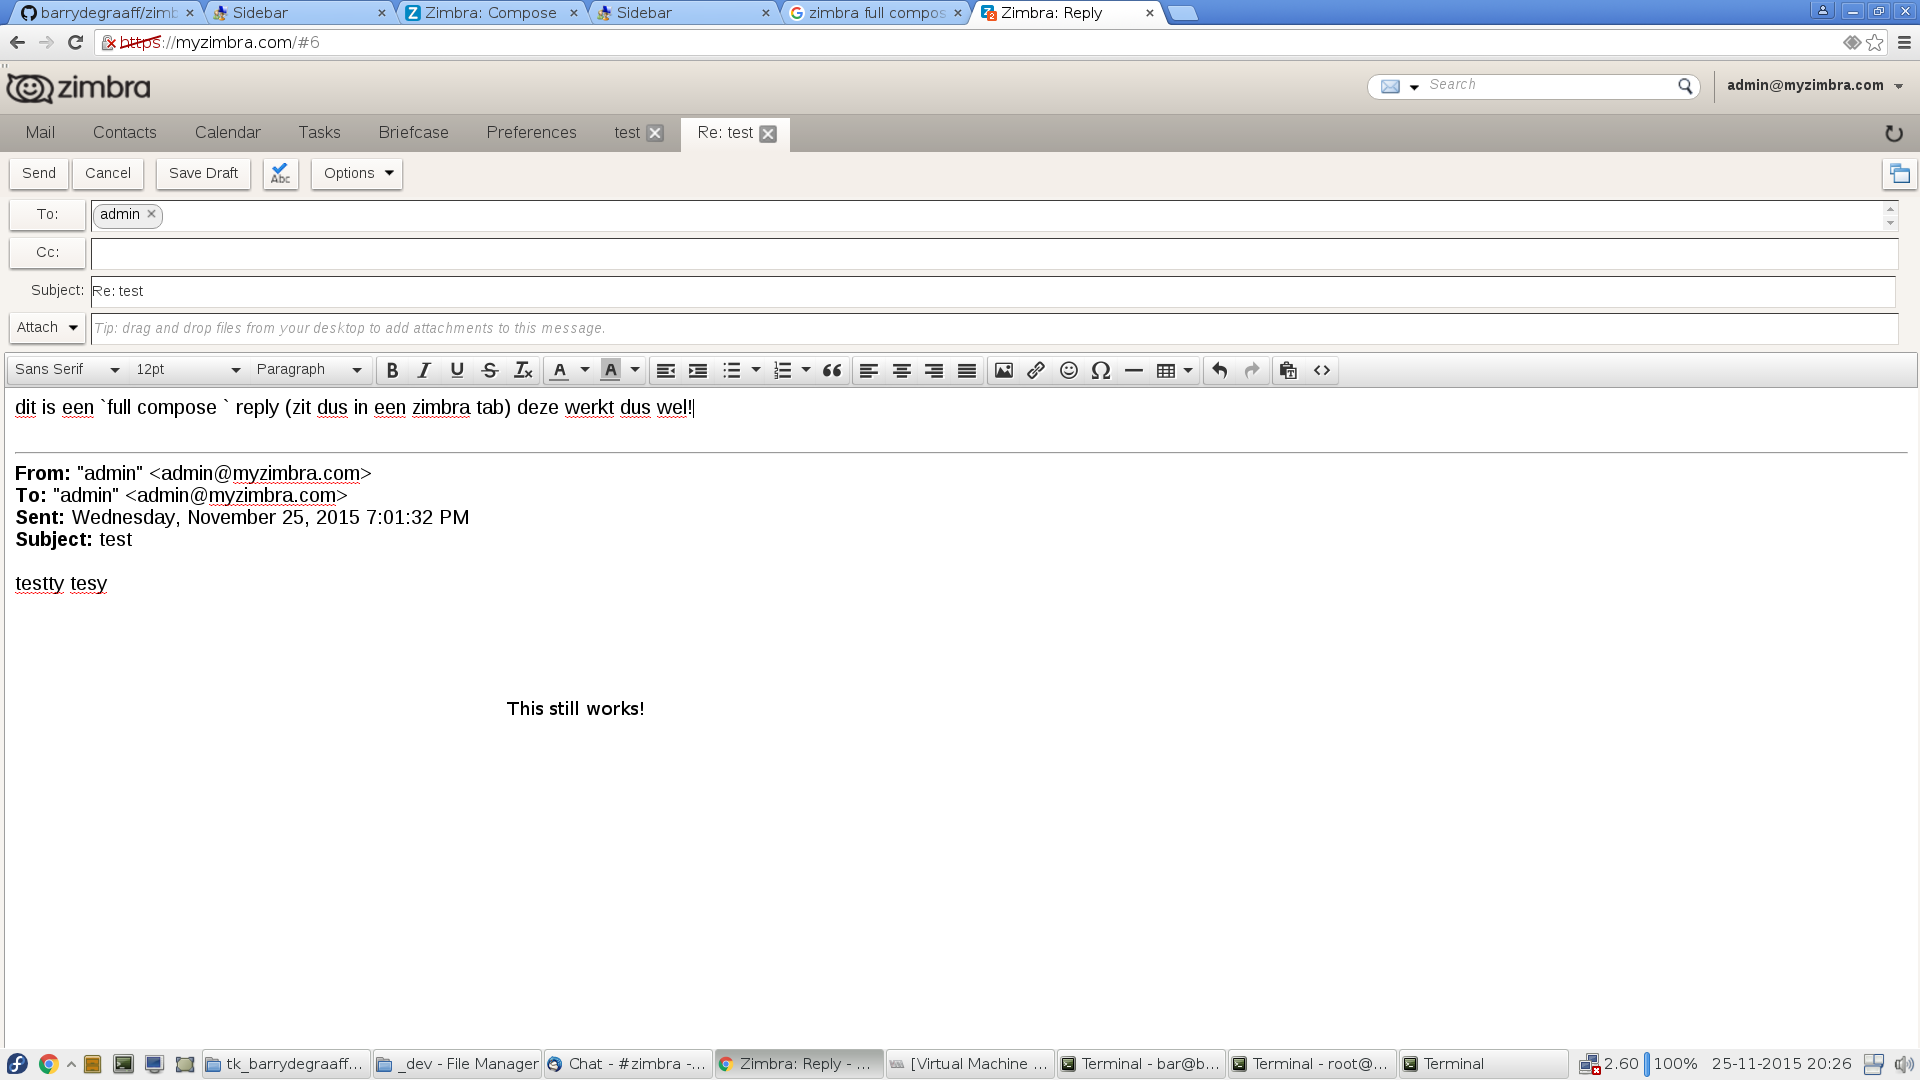 barrydegraaff/zimb
Sidebar
Zimbra: Compose
Sidebar
zimbra full compos
Zimbra: Reply
https://myzimbra.com/#6
zimbra
Search
admin@myzimbra.com
Mail
Contacts
Calendar
Tasks
Briefcase
Preferences
test
Re: test
Send
Cancel
Save Draft
Abc
Options
To:
admin
Cc:
Subject:
Re: test
Attach
Tip: drag and drop files from your desktop to add attachments to this message.
Sans Serif
12pt
Paragraph
dit is een `full compose ` reply (zit dus in een zimbra tab) deze werkt dus wel!
From: "admin" <admin@myzimbra.com>
To: "admin" <admin@myzimbra.com>
Sent: Wednesday, November 25, 2015 7:01:32 PM
Subject: test
testty tesy
This still works!
tk_barrydegraaff...
_dev - File Manager
Chat - #zimbra -...
Zimbra: Reply - ...
[Virtual Machine ...
Terminal - bar@b...
Terminal - root@...
Terminal
2.60
100%
25-11-2015 20:26